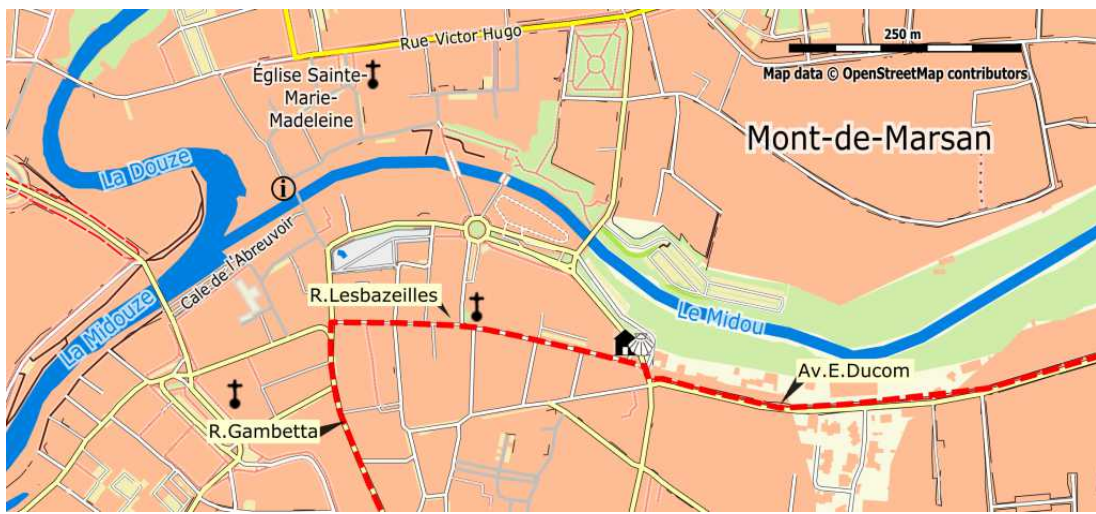 Rue Victor Hugo
250 m
Map data © OpenStreetMap contributors
Église Sainte-
Marie-
Madeleine
Mont-de-Marsan
La Douze
i
Cale de l'Abreuvoir
La Midouze
R.Lesbazeilles
Le Midou
Av.E.Ducom
R.Gambetta